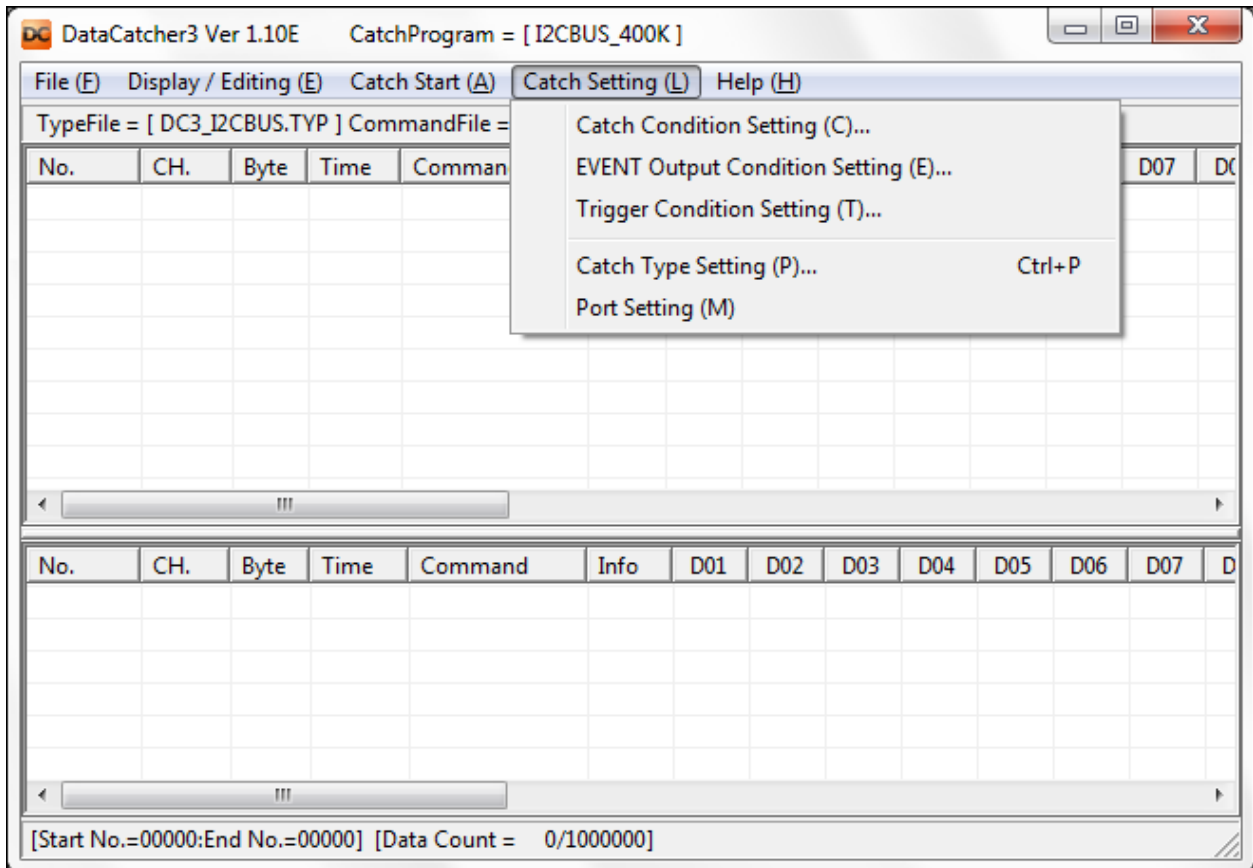 DC DataCatcher3 Ver 1.10E CatchProgram = [ I2CBUS_400K ]
File (F) Display / Editing (E) Catch Start (A) Catch Setting (L) Help (H)
TypeFile = [ DC3_I2CBUS.TYP ] CommandFile =
Catch Condition Setting (C)...
EVENT Output Condition Setting (E)...
Trigger Condition Setting (T)...
Catch Type Setting (P)... Ctrl+P
Port Setting (M)
No. CH. Byte Time Comman D07
No. CH. Byte Time Command Info D01 D02 D03 D04 D05 D06 D07 D
[Start No.=00000:End No.=00000] [Data Count = 0/1000000]